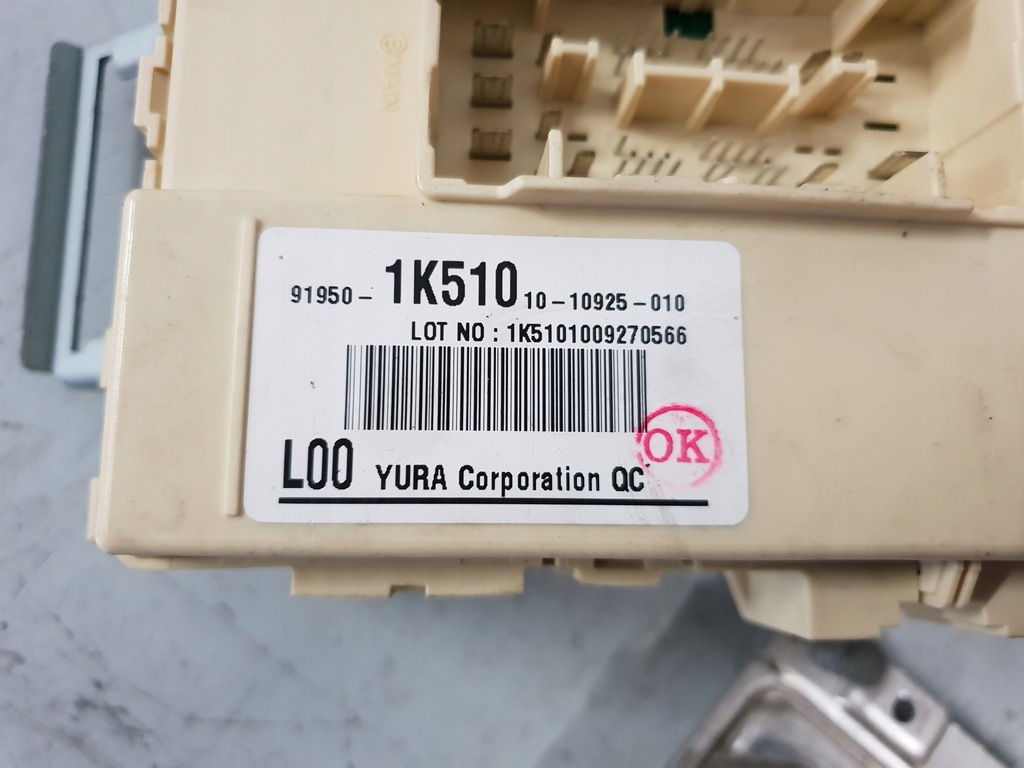 91950- 1K510 10-10925-010
LOT NO : 1K5101009270566
OK
L00 YURA Corporation QC